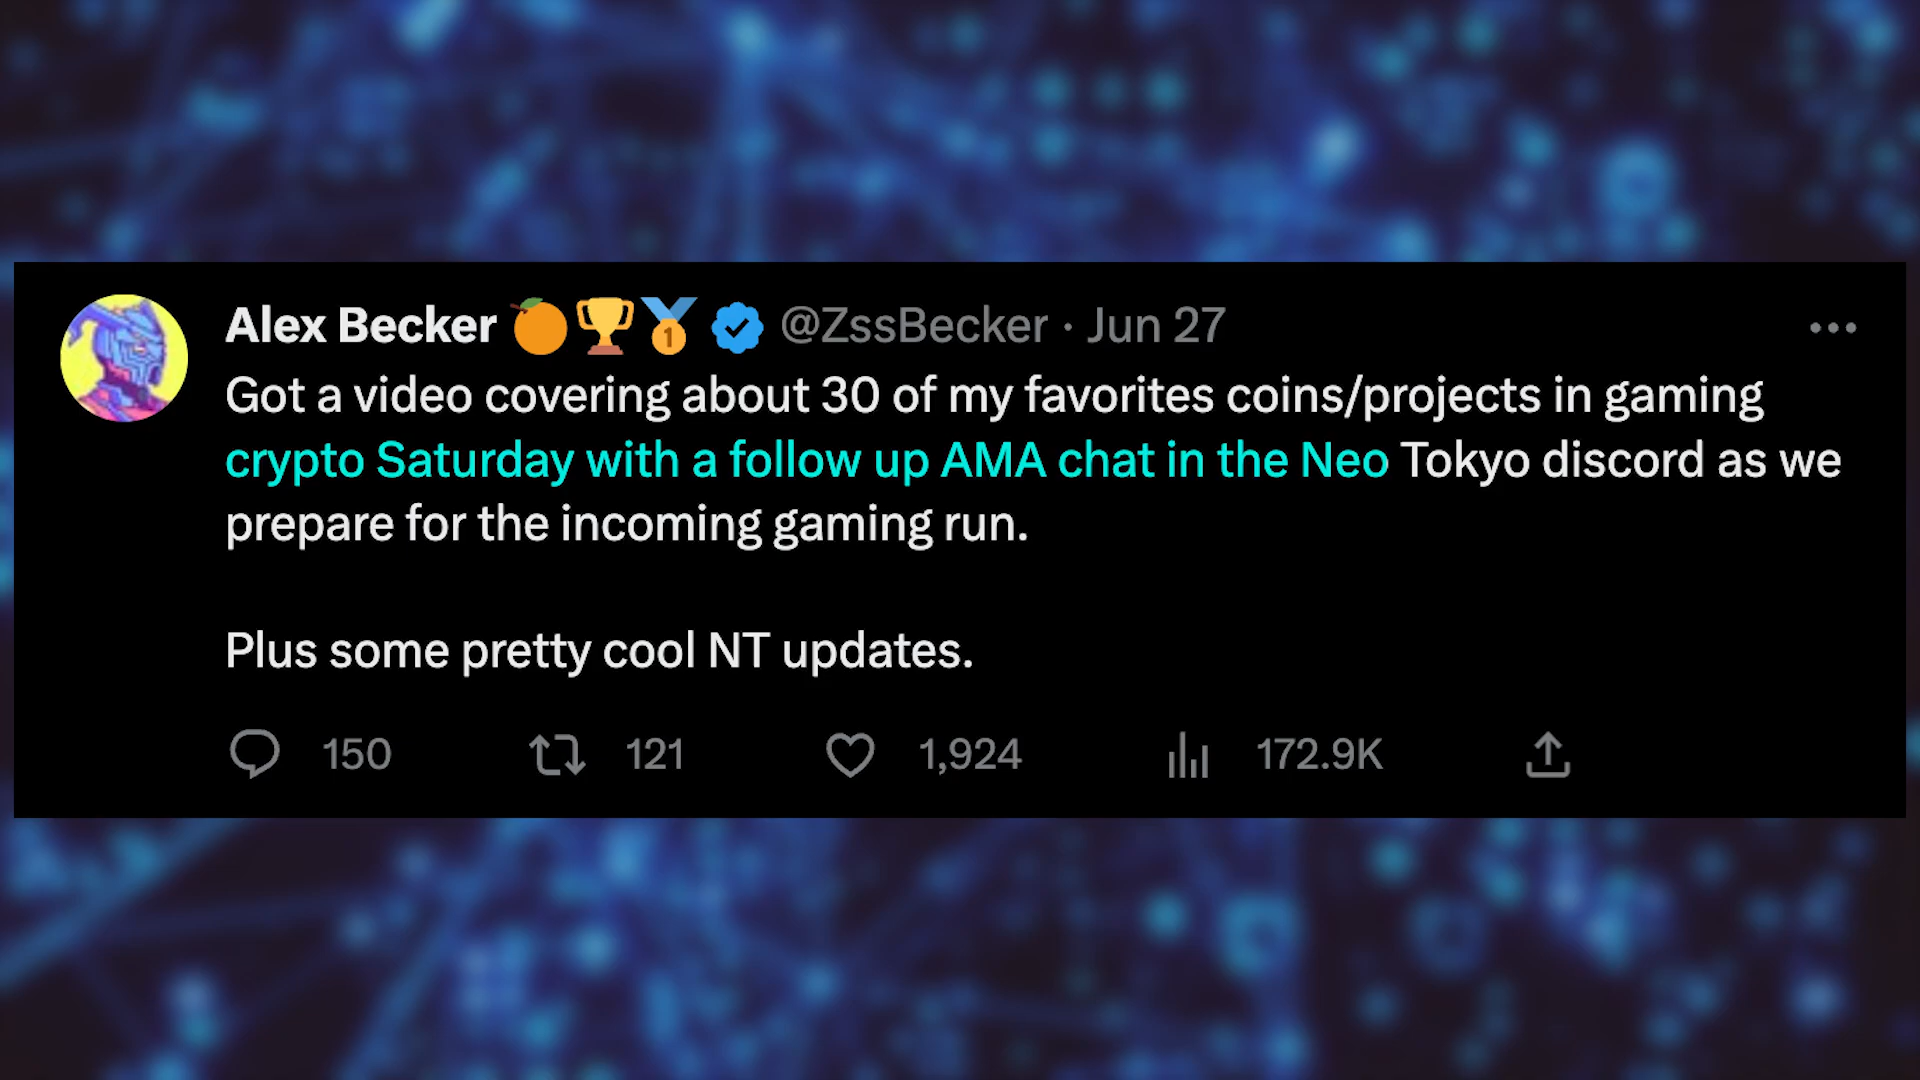 Alex Becker 🍊🏆🥇 @ZssBecker · Jun 27
Got a video covering about 30 of my favorites coins/projects in gaming
crypto Saturday with a follow up AMA chat in the Neo Tokyo discord as we
prepare for the incoming gaming run.
Plus some pretty cool NT updates.
150 121 1,924 172.9K